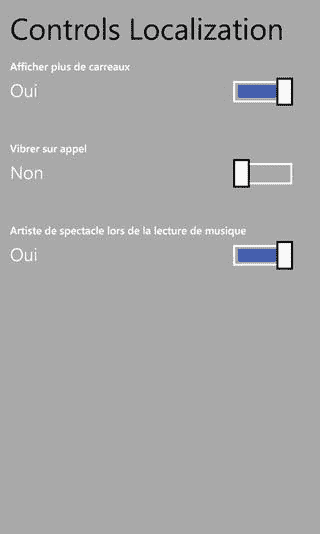 Controls Localization
Afficher plus de carreaux
Oui
Vibrer sur appel
Non
Artiste de spectacle lors de la lecture de musique
Oui